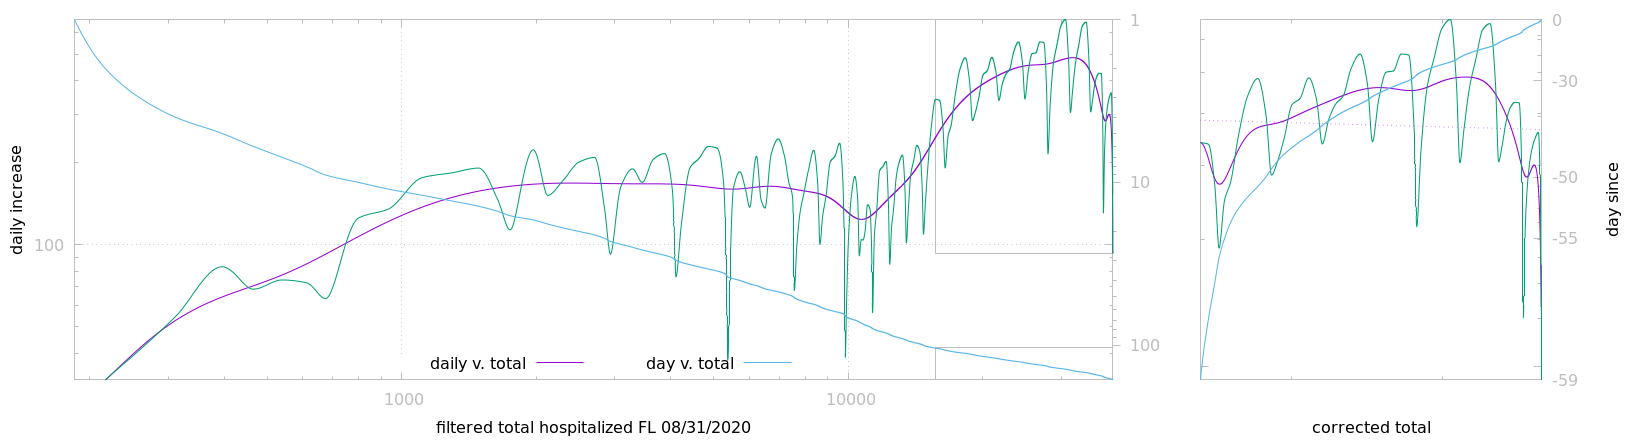 1
0
-30
10
-50
-55
100
100
-59
daily increase
day since
daily v. total
day v. total
1000
10000
filtered total hospitalized FL 08/31/2020
corrected total